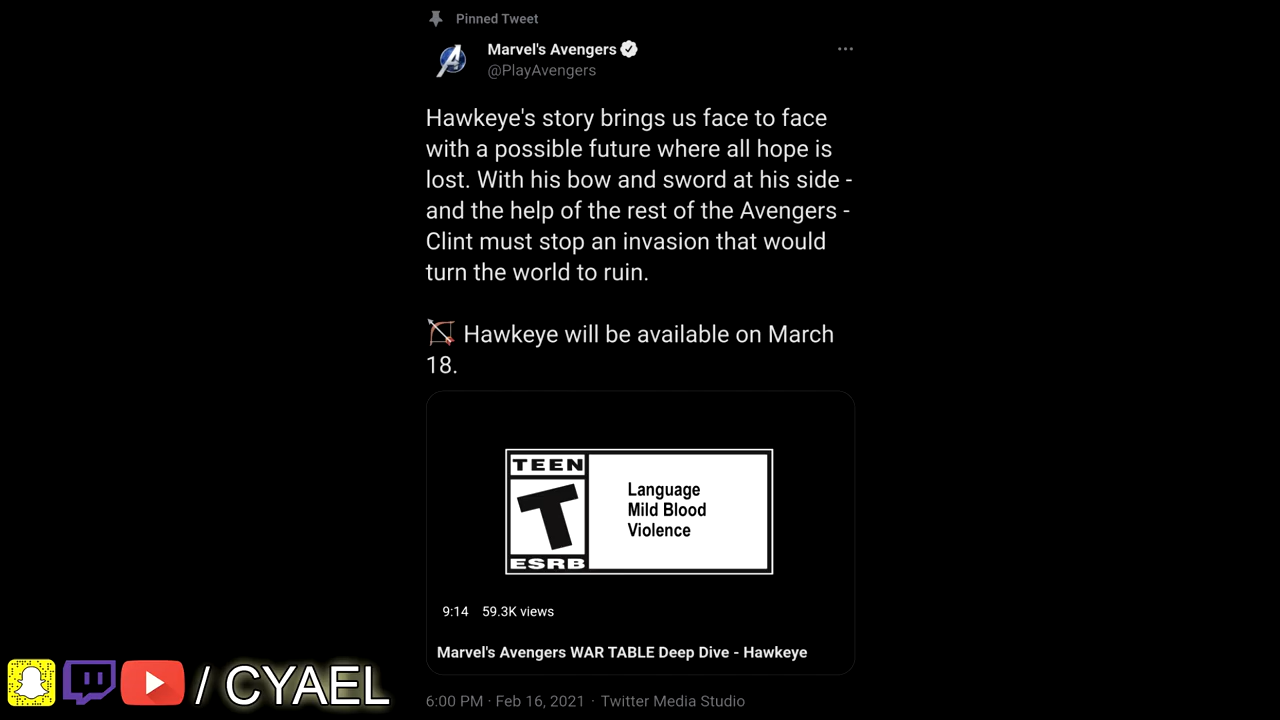 Pinned Tweet
Marvel's Avengers
@PlayAvengers
Hawkeye's story brings us face to face
with a possible future where all hope is
lost. With his bow and sword at his side -
and the help of the rest of the Avengers -
Clint must stop an invasion that would
turn the world to ruin.
🏹 Hawkeye will be available on March
18.
TEEN
T
ESRB
Language
Mild Blood
Violence
9:14 59.3K views
Marvel's Avengers WAR TABLE Deep Dive - Hawkeye
6:00 PM · Feb 16, 2021 · Twitter Media Studio
/ CYAEL